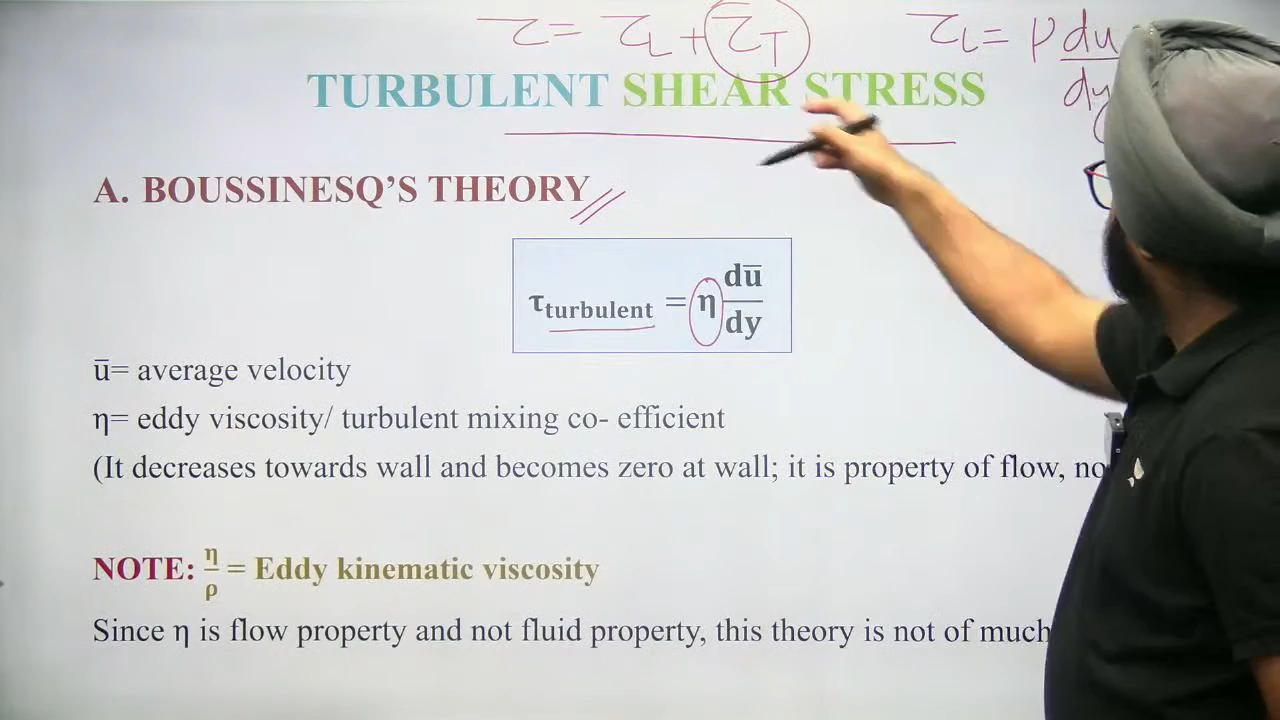 τ = τL + τT    τL = μ du/dy
TURBULENT SHEAR STRESS
A. BOUSSINESQ'S THEORY
τturbulent = η dū/dy
ū= average velocity
η= eddy viscosity/ turbulent mixing co- efficient
(It decreases towards wall and becomes zero at wall; it is property of flow,
NOTE: η/ρ = Eddy kinematic viscosity
Since η is flow property and not fluid property, this theory is not of much